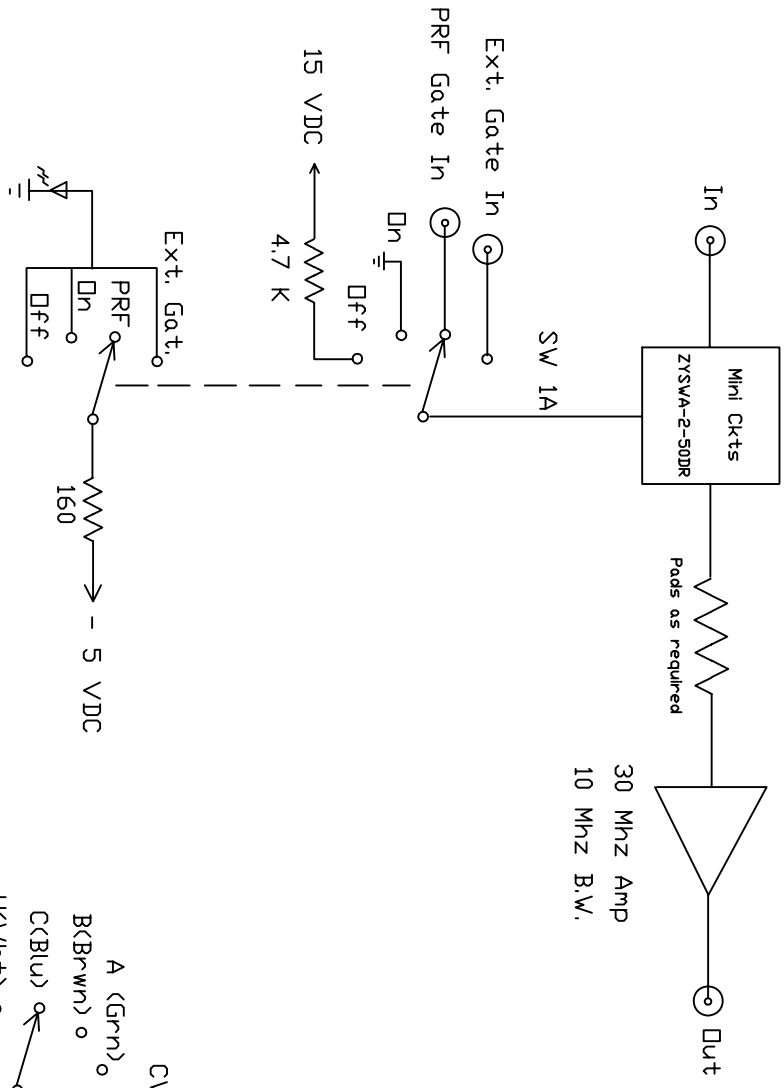 In
Mini Ckts
ZYSWA-2-50DR
Pads as required
30 Mhz Amp
10 Mhz B.W.
Out
Ext. Gate In
PRF Gate In
SW 1A
On
Off
15 VDC
4.7 K
Ext. Gat.
PRF
On
Off
160
- 5 VDC
A (Grn)
B(Brwn)
C(Blu)